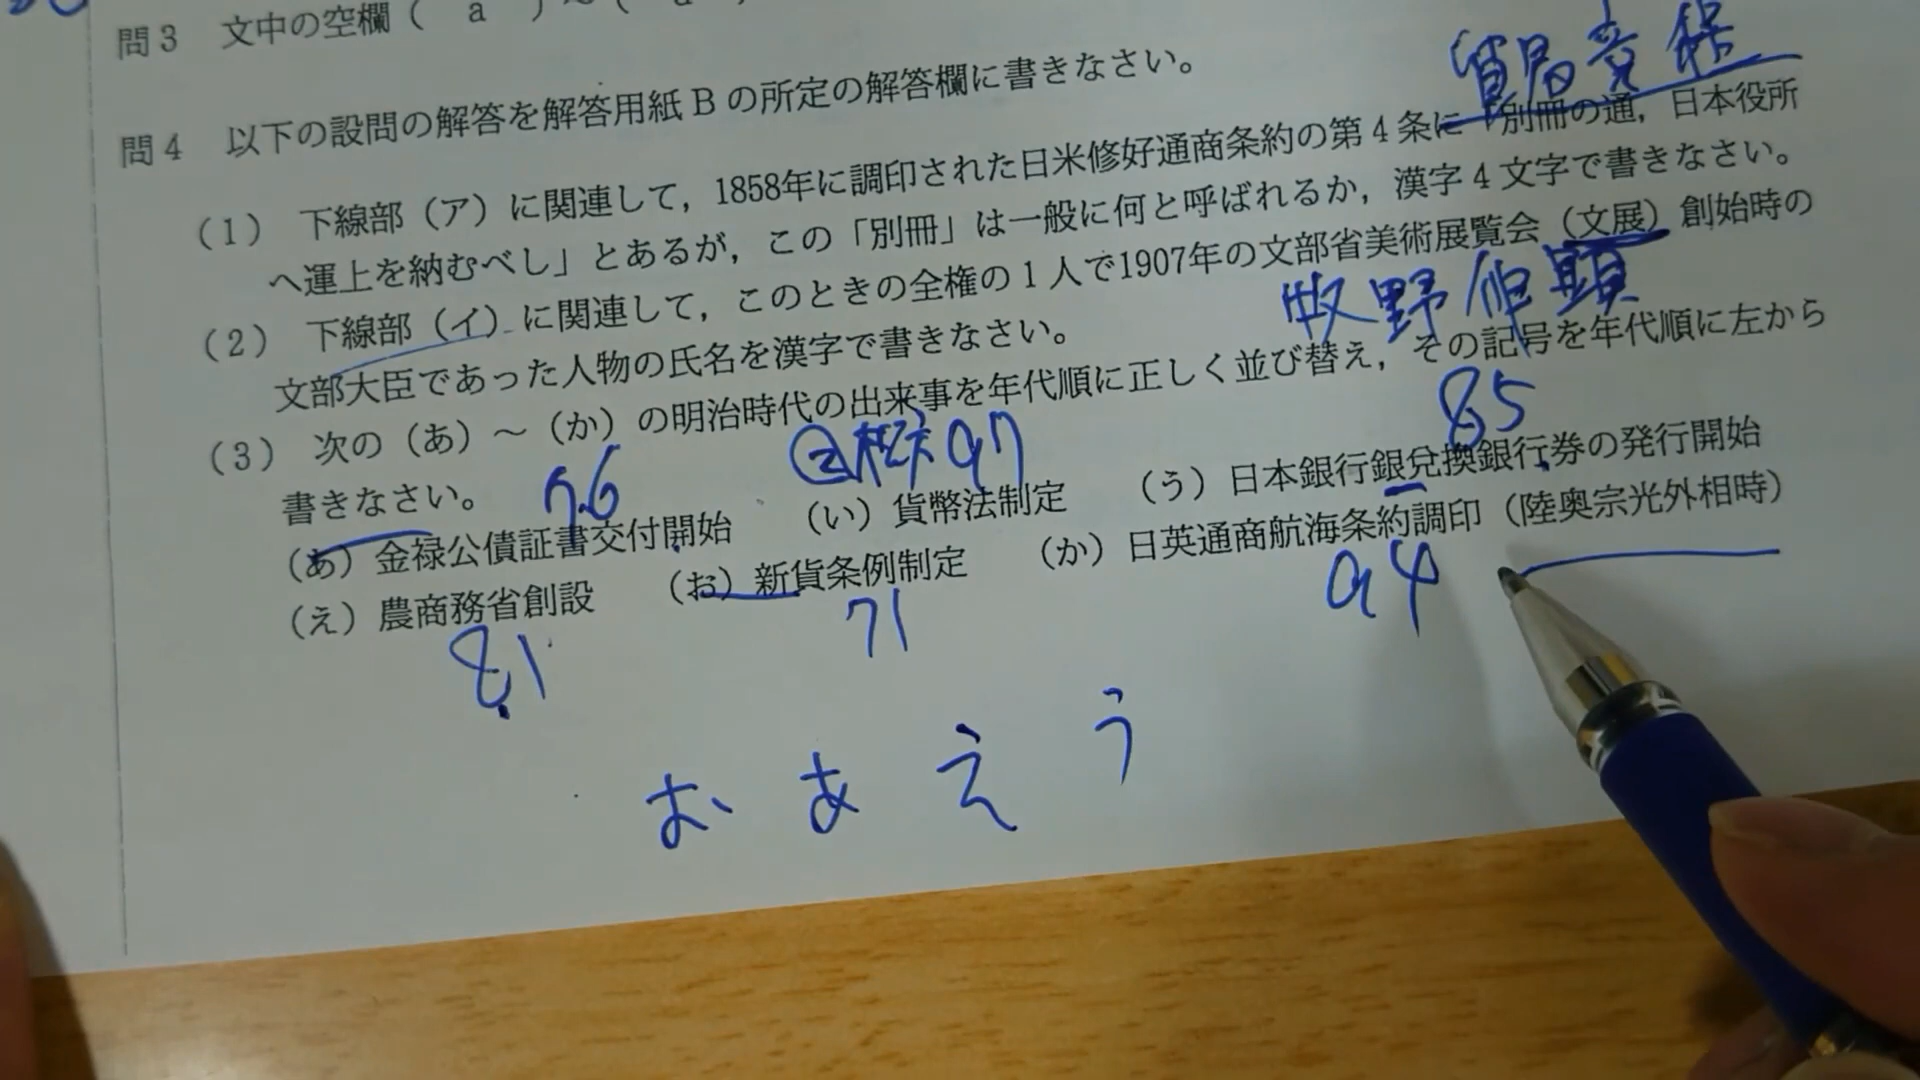 問3 文中の空欄( a )~(
問4 以下の設問の解答を解答用紙Bの所定の解答欄に書きなさい。
(1) 下線部(ア)に関連して,1858年に調印された日米修好通商条約の第4条に「別冊の通,日本役所
へ運上を納むべし」とあるが,この「別冊」は一般に何と呼ばれるか,漢字4文字で書きなさい。
(2) 下線部(イ)に関連して,このときの全権の1人で1907年の文部省美術展覧会(文展)創始時の
牧野伸顕
文部大臣であった人物の氏名を漢字で書きなさい。
(3) 次の(あ)~(か)の明治時代の出来事を年代順に正しく並び替え,その記号を年代順に左から
書きなさい。
76
97
85
(あ)金禄公債証書交付開始 (い)貨幣法制定 (う)日本銀行銀兌換銀行券の発行開始
(え)農商務省創設 (お)新貨条例制定 (か)日英通商航海条約調印(陸奥宗光外相時)
81
71
94
お あ え う